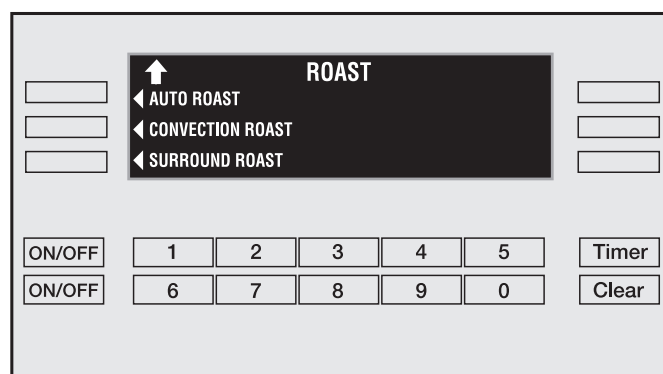 ROAST
AUTO ROAST
CONVECTION ROAST
SURROUND ROAST
ON/OFF 1 2 3 4 5 Timer
ON/OFF 6 7 8 9 0 Clear